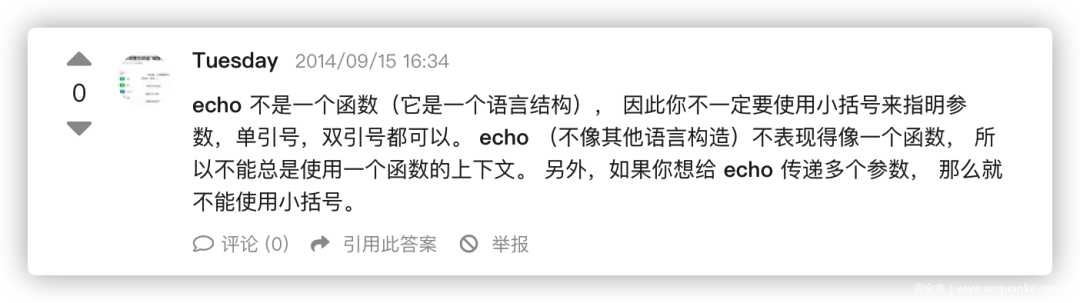 Tuesday 2014/09/15 16:34
0
echo 不是一个函数（它是一个语言结构）， 因此你不一定要使用小括号来指明参
数，单引号，双引号都可以。 echo （不像其他语言构造）不表现得像一个函数， 所
以不能总是使用一个函数的上下文。 另外，如果你想给 echo 传递多个参数， 那么就
不能使用小括号。
评论 (0) 引用此答案 举报
安全客 ( www.anquanke.com )